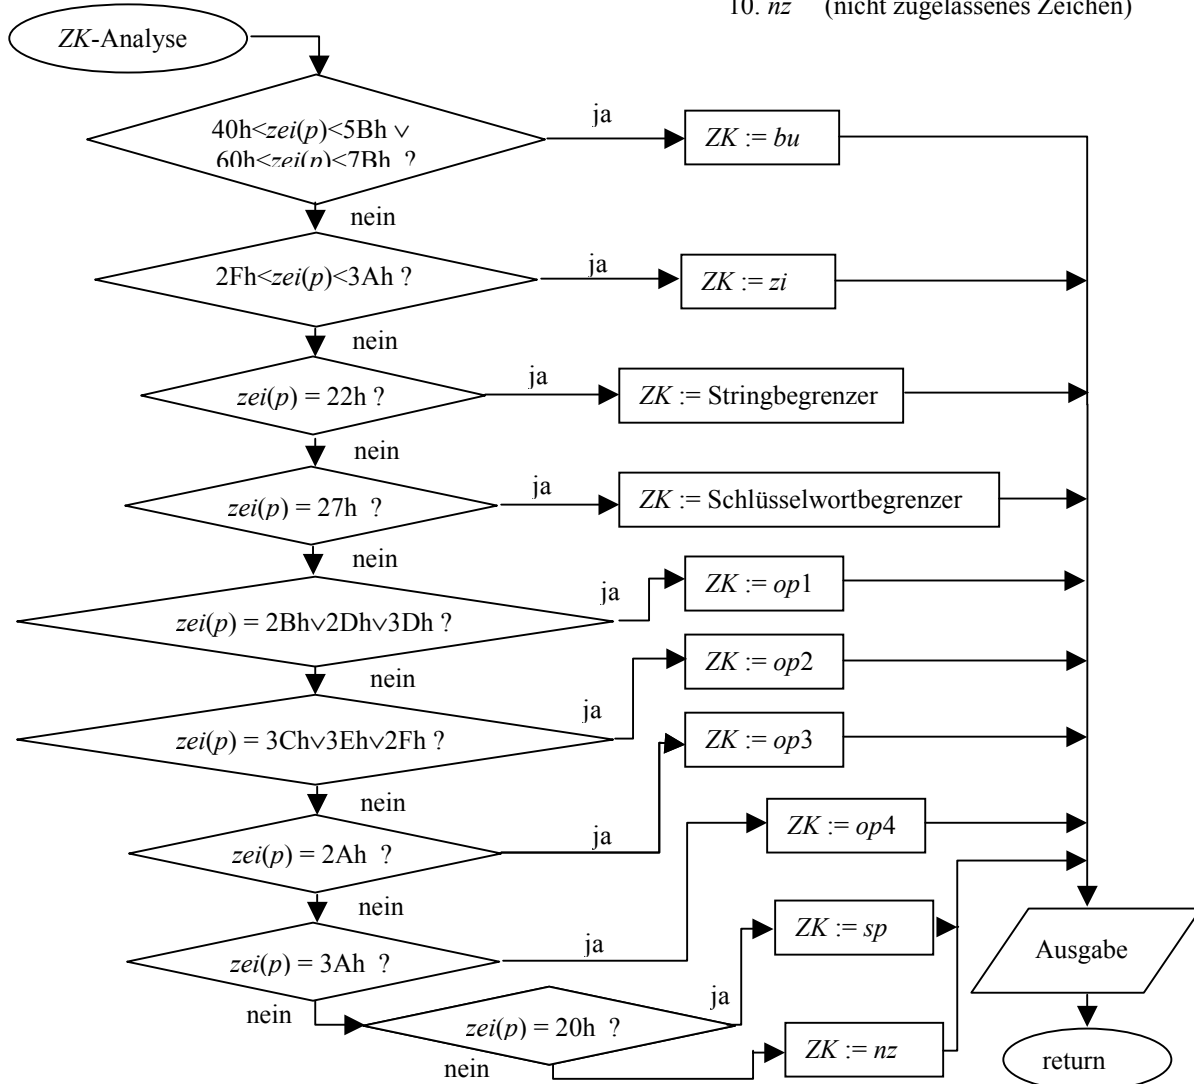 10. nz (nicht zugelassenes Zeichen)
ZK-Analyse
40h<zei(p)<5Bh ∨
60h<zei(p)<7Bh ?
ja
ZK := bu
nein
2Fh<zei(p)<3Ah ?
ja
ZK := zi
nein
zei(p) = 22h ?
ja
ZK := Stringbegrenzer
nein
zei(p) = 27h ?
ja
ZK := Schlüsselwortbegrenzer
nein
zei(p) = 2Bh∨2Dh∨3Dh ?
ja
ZK := op1
nein
zei(p) = 3Ch∨3Eh∨2Fh ?
ja
ZK := op2
nein
zei(p) = 2Ah ?
ja
ZK := op3
nein
zei(p) = 3Ah ?
ja
ZK := op4
nein
zei(p) = 20h ?
ja
ZK := sp
nein
ZK := nz
Ausgabe
return